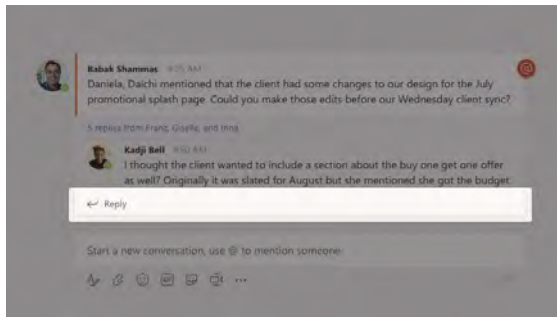 Babak Shammas 9:25 AM
Daniela, Daichi mentioned that the client had some changes to our design for the July
promotional splash page. Could you make those edits before our Wednesday client sync?
5 replies from Franz, Giselle, and Inna
Kadji Bell AM
I thought the client wanted to include a section about the buy one get one offer
as well? Originally it was slated for August but she mentioned she got the budget
Reply
Start a new conversation, use @ to mention someone